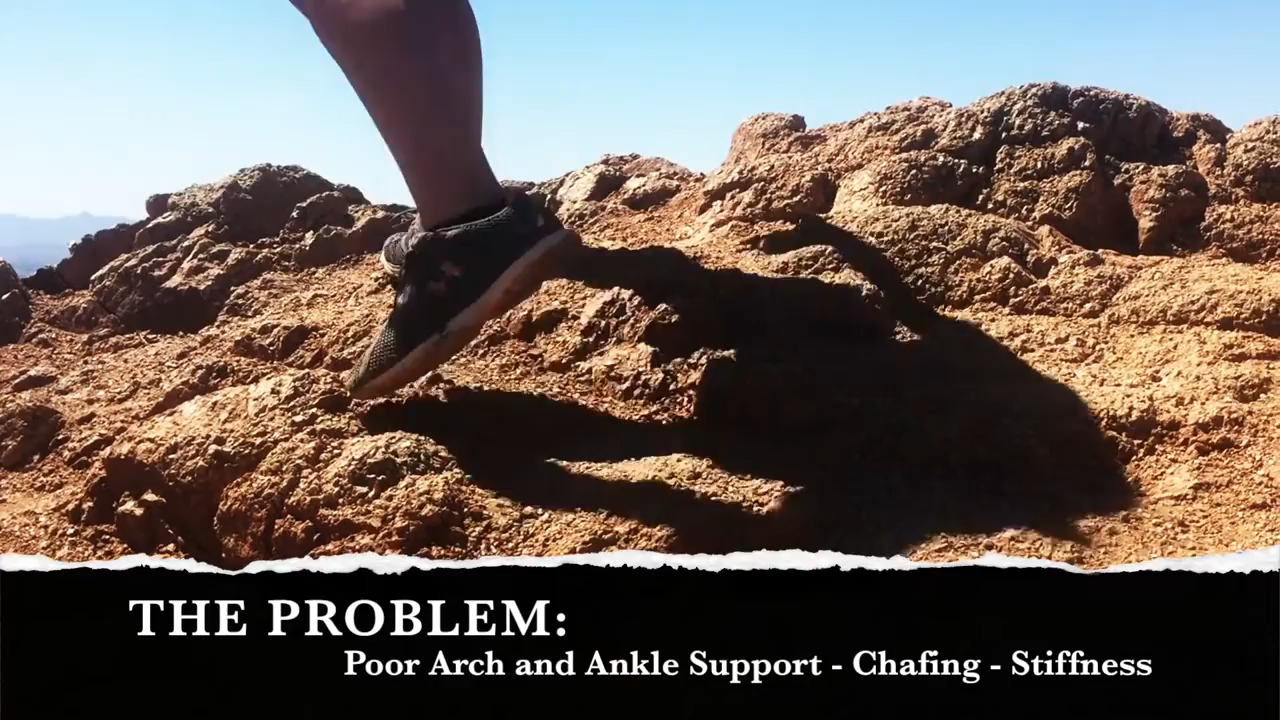 THE PROBLEM:
Poor Arch and Ankle Support - Chafing - Stiffness